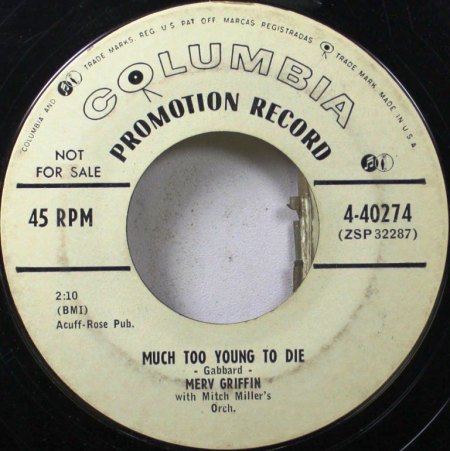 COLUMBIA AND TRADE MARKS. REG. U.S. PAT. OFF. MARCAS REGISTRADAS TRADE MARK. MADE IN U.S.A.
COLUMBIA
PROMOTION RECORD
NOT
FOR SALE
45 RPM
4-40274
(ZSP 32287)
2:10
(BMI)
Acuff-Rose Pub.
MUCH TOO YOUNG TO DIE
- Gabbard -
MERV GRIFFIN
with Mitch Miller's
Orch.